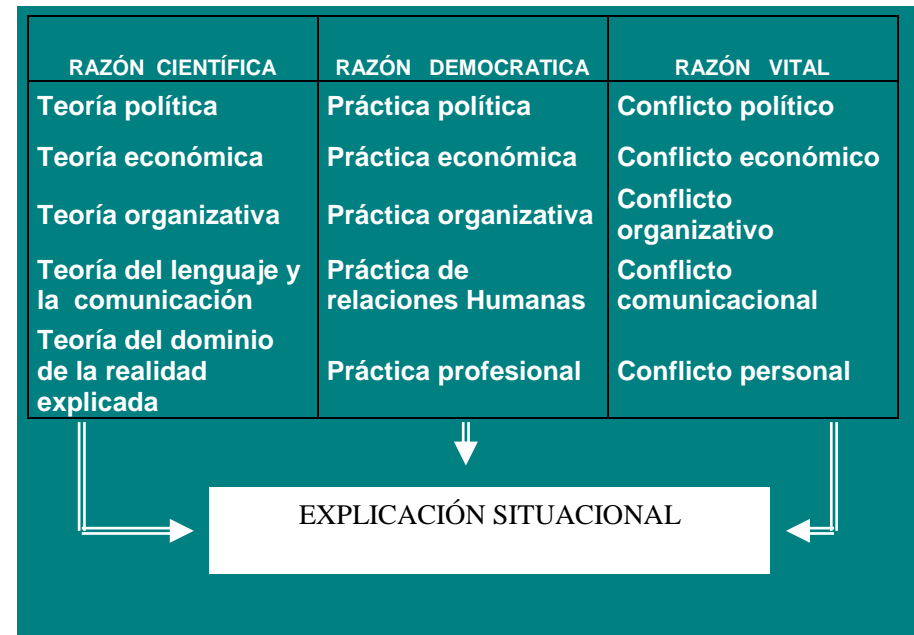 RAZÓN CIENTÍFICA
RAZÓN DEMOCRATICA
RAZÓN VITAL
Teoría política
Práctica política
Conflicto político
Teoría económica
Práctica económica
Conflicto económico
Teoría organizativa
Práctica organizativa
Conflicto
organizativo
Teoría del lenguaje y
la comunicación
Práctica de
relaciones Humanas
Conflicto
comunicacional
Teoría del dominio
de la realidad
explicada
Práctica profesional
Conflicto personal
EXPLICACIÓN SITUACIONAL